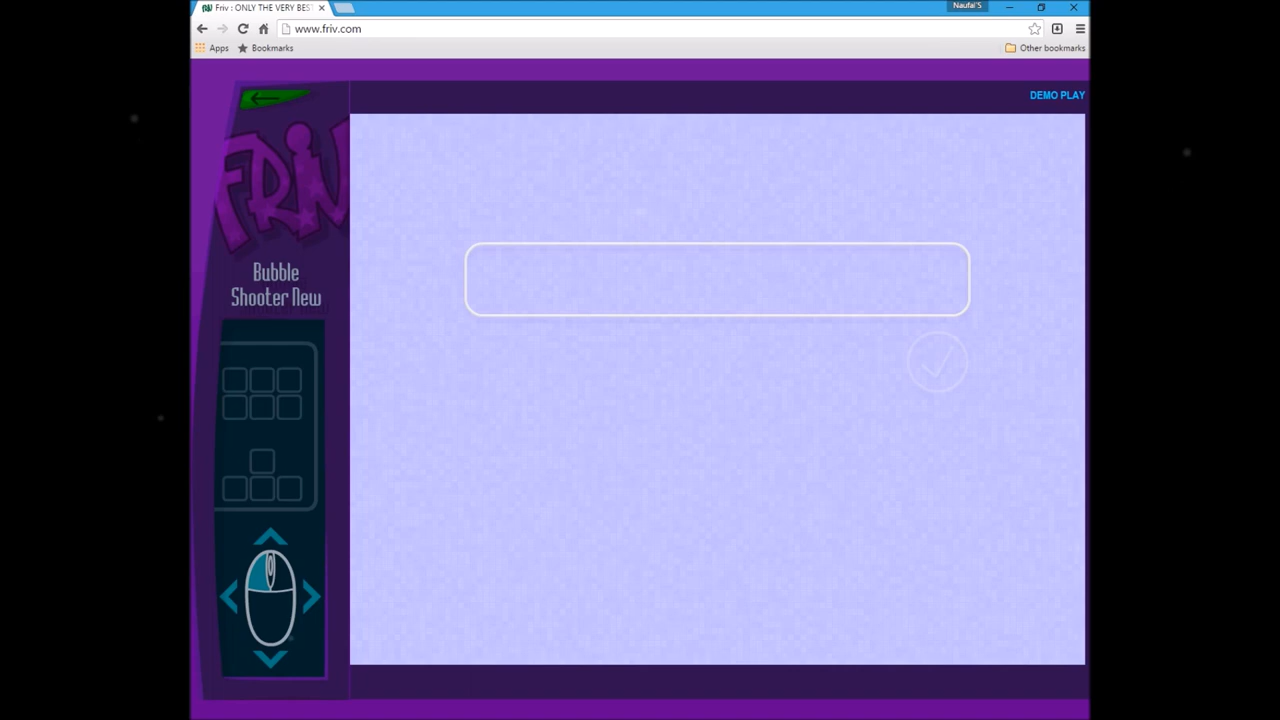 Friv : ONLY THE VERY BES
Naufal'S
www.friv.com
Apps
Bookmarks
Other bookmarks
DEMO PLAY
FRIV
Bubble
Shooter New